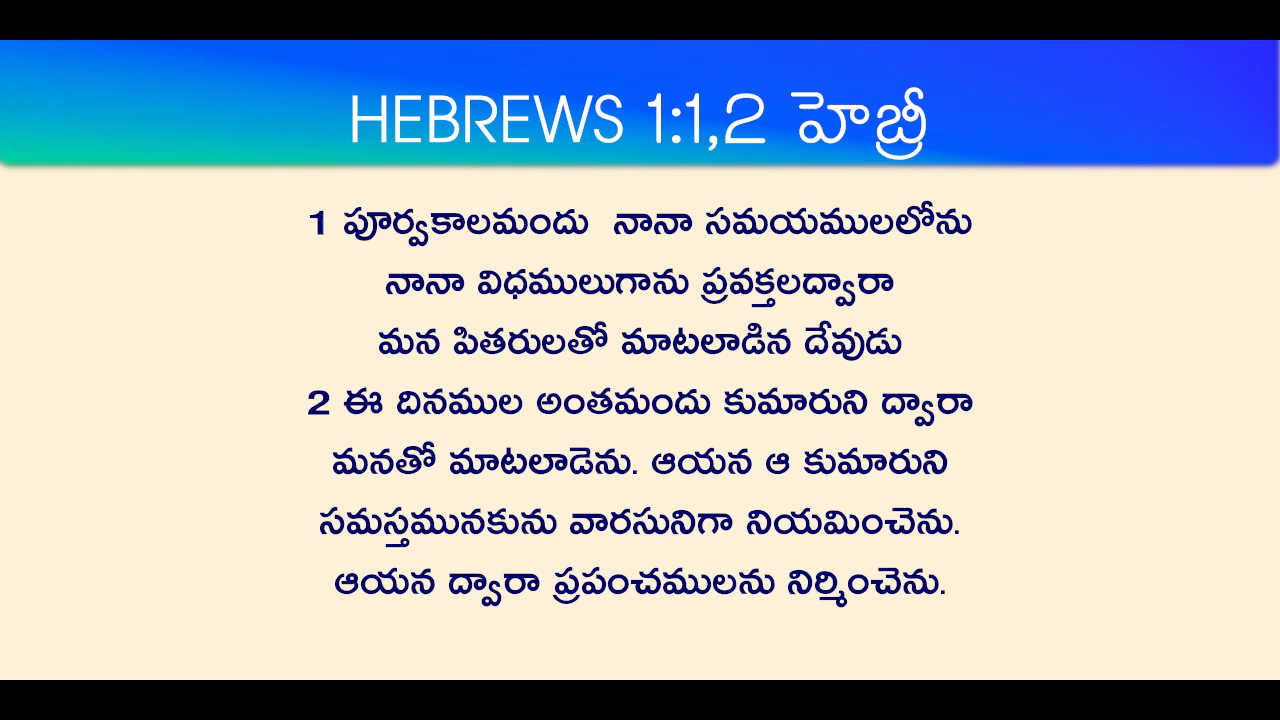 HEBREWS 1:1,2 హెబ్రీ
1 పూర్వకాలమందు నానా సమయములలోను
నానా విధములుగాను ప్రవక్తలద్వారా
మన పితరులతో మాటలాడిన దేవుడు
2 ఈ దినముల అంతమందు కుమారుని ద్వారా
మనతో మాటలాడెను. ఆయన ఆ కుమారుని
సమస్తమునకును వారసునిగా నియమించెను.
ఆయన ద్వారా ప్రపంచములను నిర్మించెను.